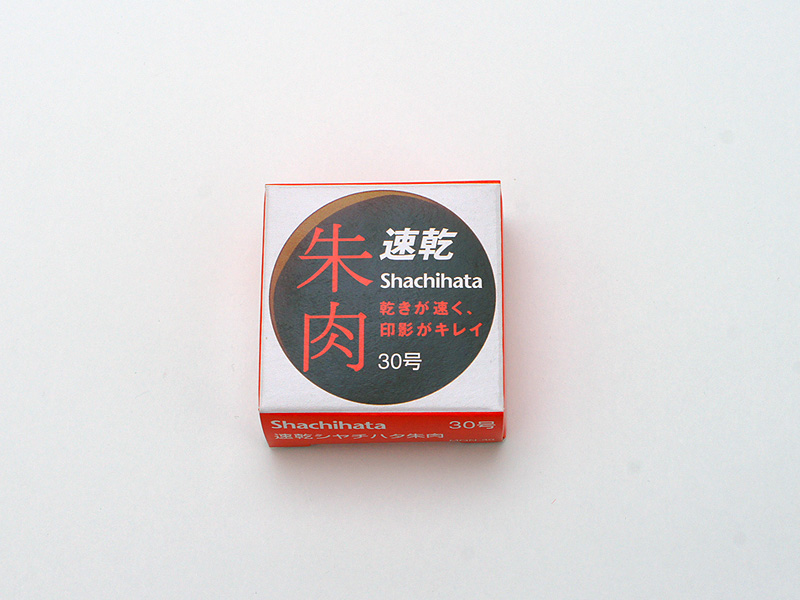 朱肉
速乾
Shachihata
乾きが速く、
印影がキレイ
30号
Shachihata
30号
速乾シヤチハタ朱肉